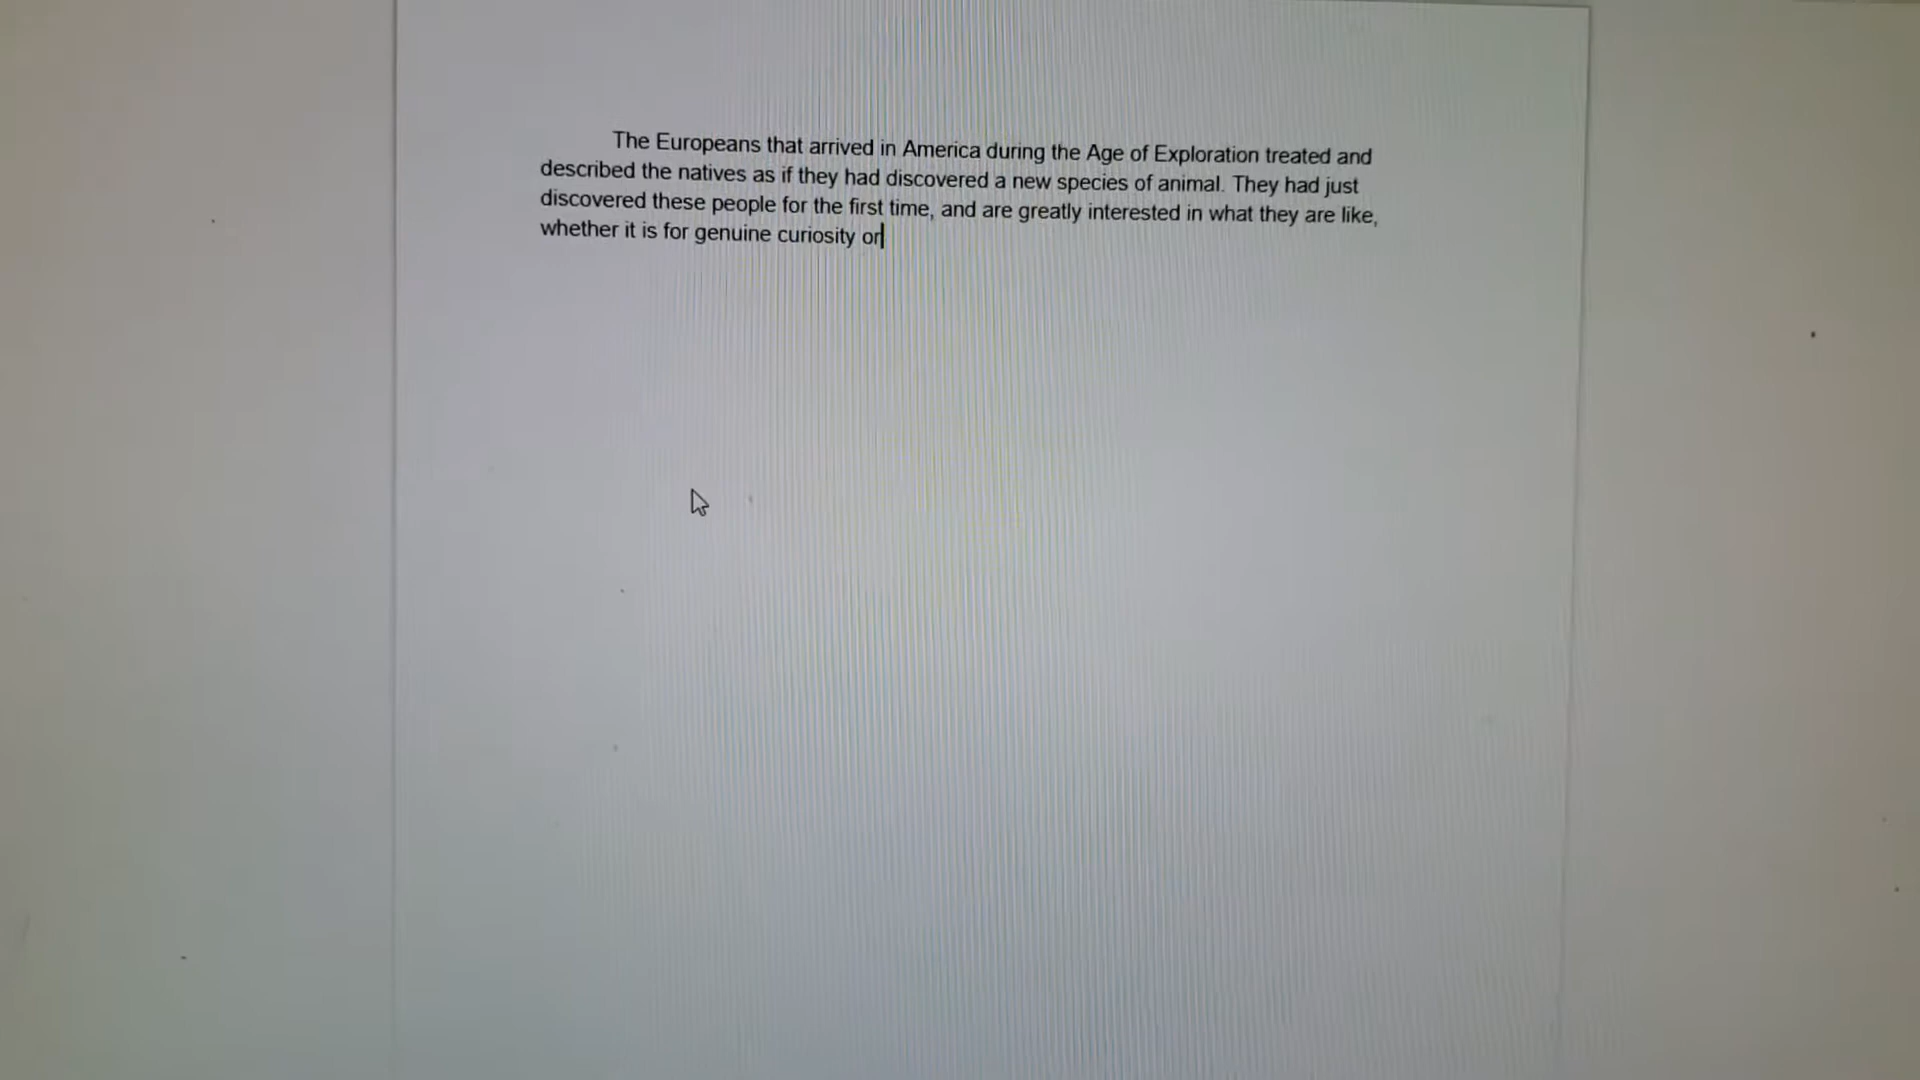 The Europeans that arrived in America during the Age of Exploration treated and
described the natives as if they had discovered a new species of animal. They had just
discovered these people for the first time, and are greatly interested in what they are like,
whether it is for genuine curiosity or